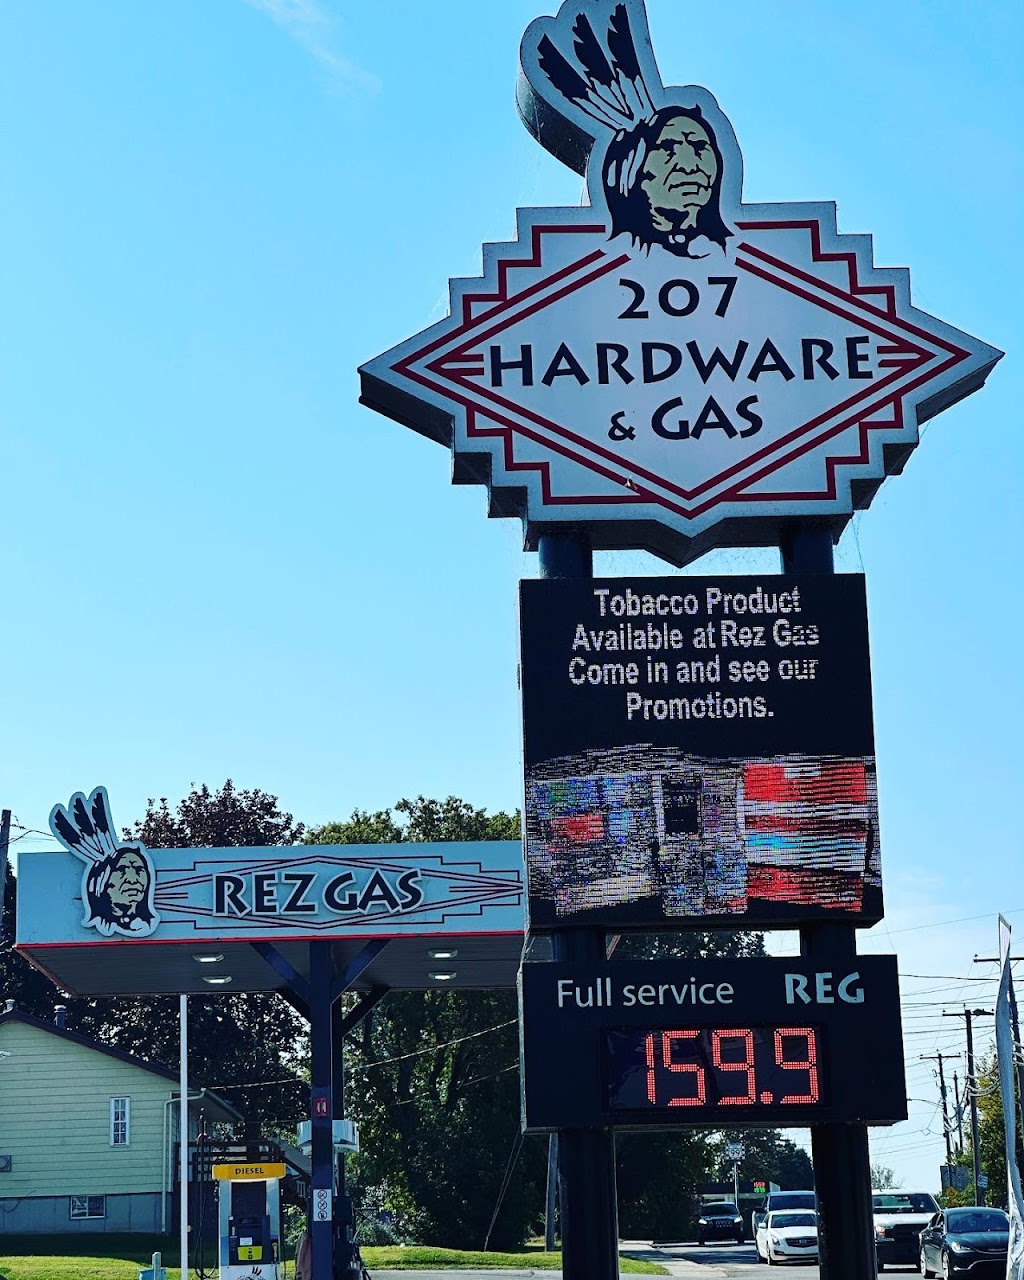 207
HARDWARE
& GAS
Tobacco Product
Available at Rez Gas
Come in and see our
Promotions.
REZ GAS
Full service REG
159.9
DIESEL